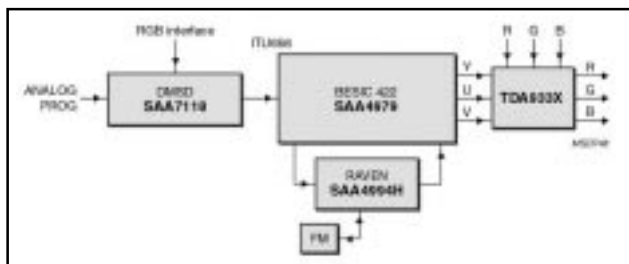 RGB interface
R G B
ITU656
ANALOG
PROG
DMSD
SAA7118
BESIC 422
SAA4979
Y
U
V
TDA933X
R
G
B
RAVEN
SAA4994H
FM